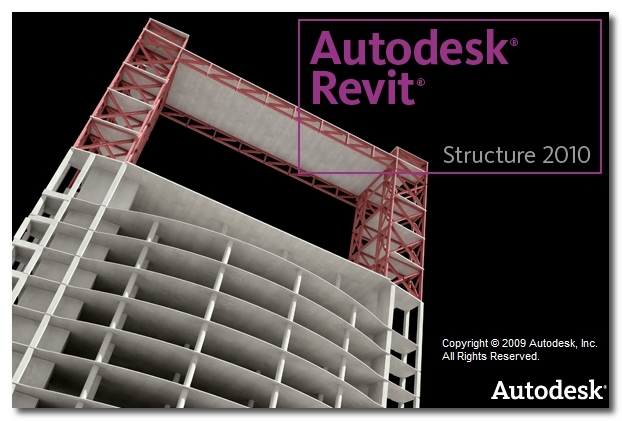 Autodesk®
Revit®
Structure 2010
Copyright © 2009 Autodesk, Inc.
All Rights Reserved.
Autodesk®